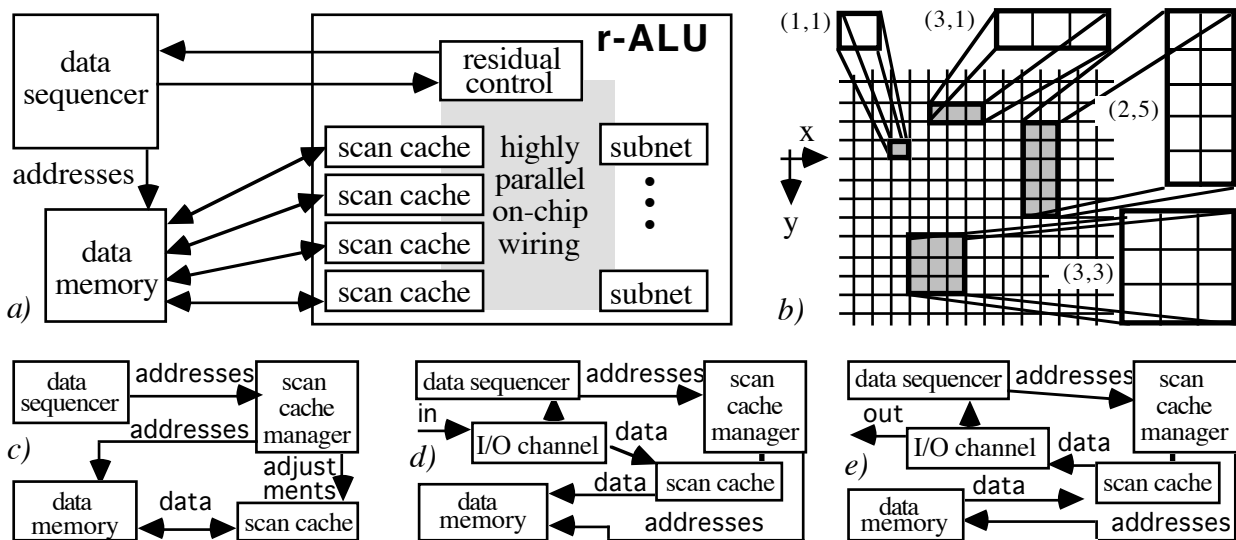 data
sequencer
addresses
data
memory
a)
r-ALU
residual
control
scan cache
scan cache
scan cache
scan cache
highly
parallel
on-chip
wiring
subnet
subnet
(1,1)
(3,1)
(2,5)
(3,3)
x
y
b)
data
sequencer
addresses
scan
cache
manager
addresses
c)
adjust
ments
data
memory
data
scan cache
data sequencer
addresses
scan
cache
manager
in
I/O channel
data
d)
data
scan cache
data
memory
addresses
data sequencer
addresses
scan
cache
manager
out
I/O channel
data
e)
data
scan cache
data
memory
addresses